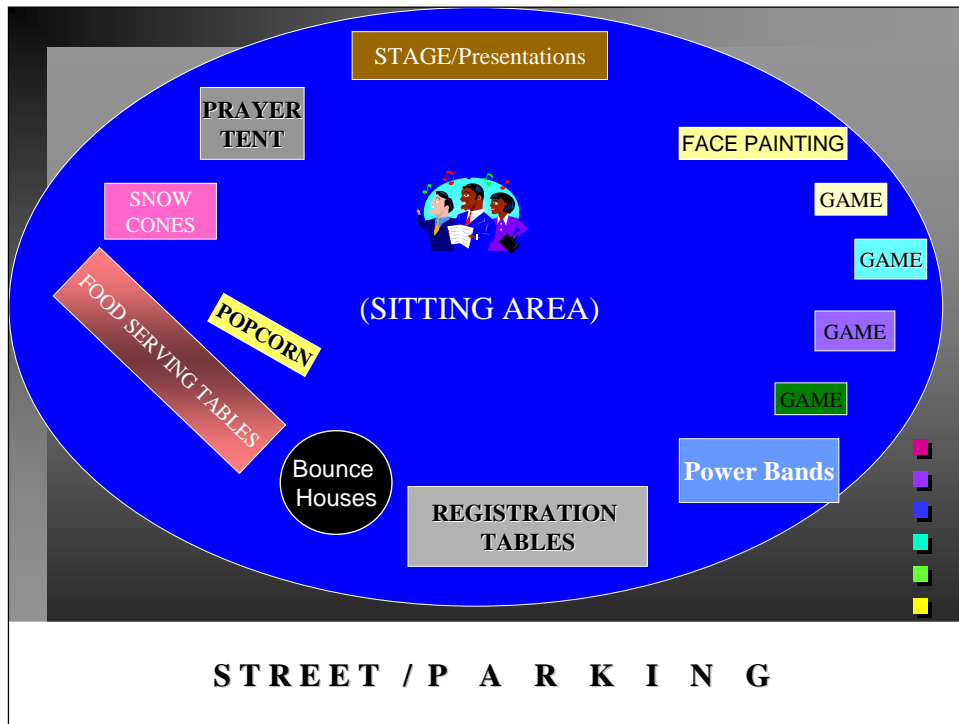 STAGE/Presentations
PRAYER
TENT
FACE PAINTING
SNOW
CONES
GAME
GAME
FOOD SERVING TABLES
POPCORN
(SITTING AREA)
GAME
GAME
Bounce
Houses
Power Bands
REGISTRATION
TABLES
STREET / PARKING